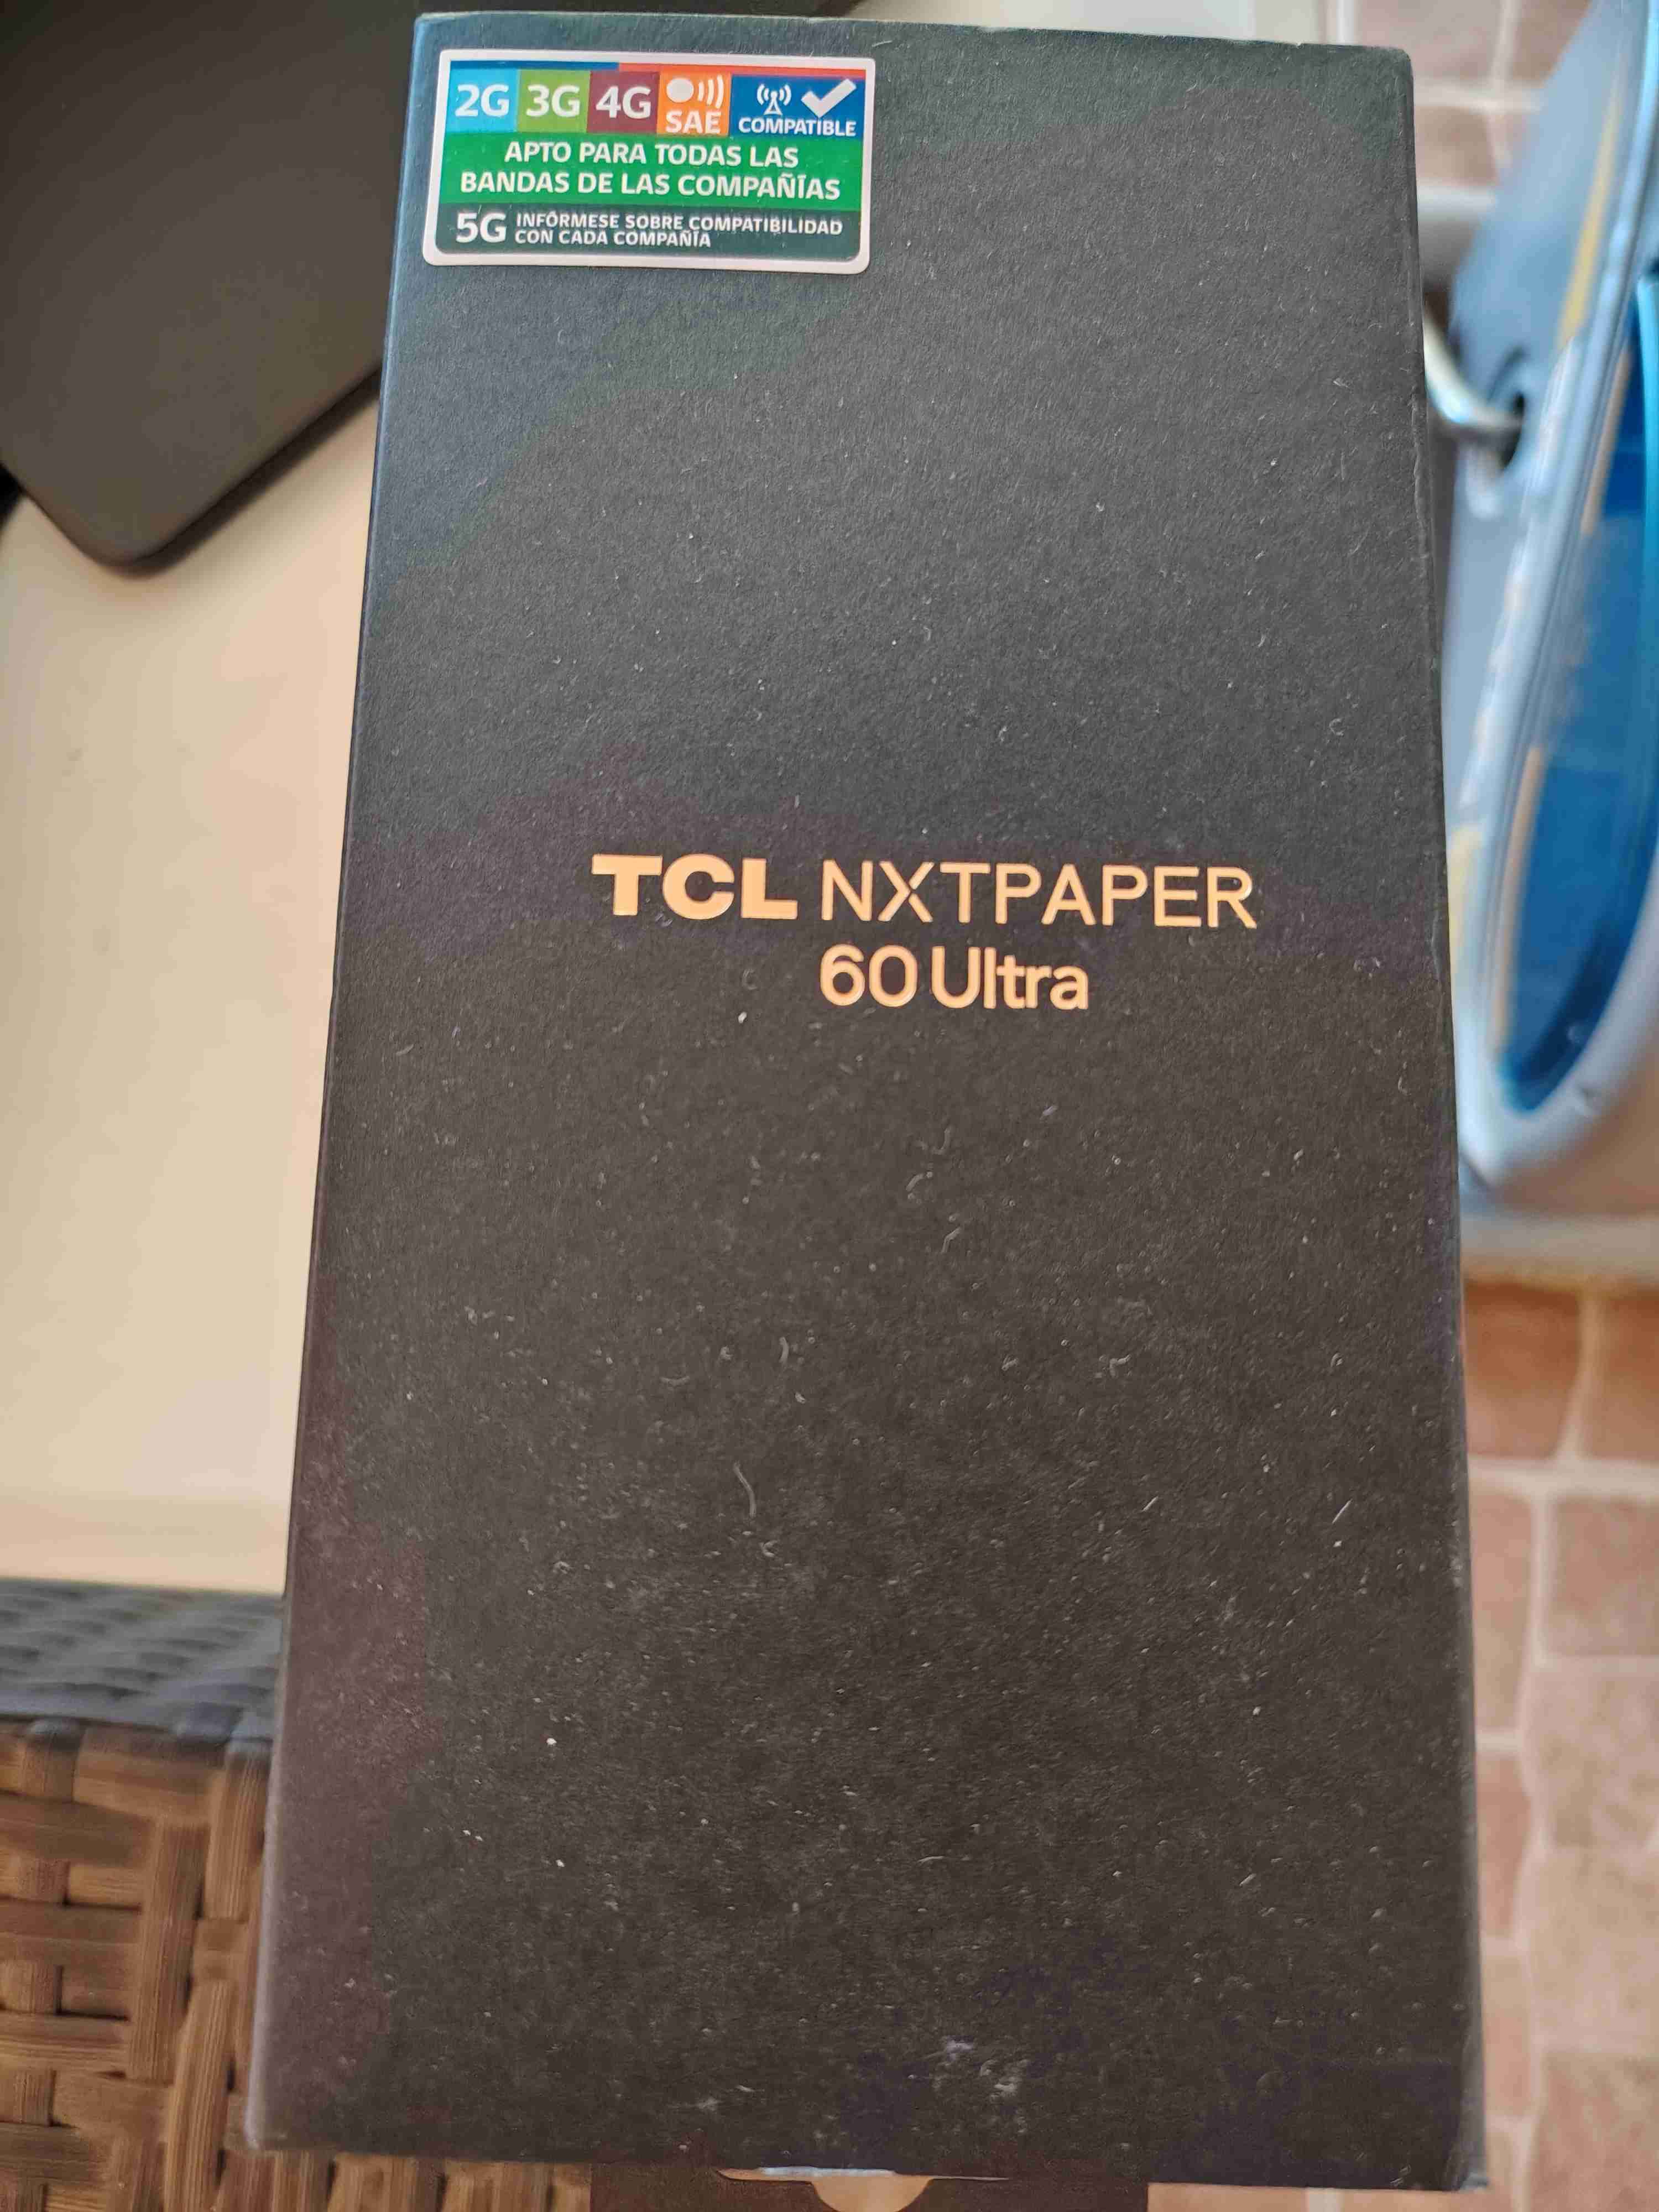 2G 3G 4G SAE COMPATIBLE
APTO PARA TODAS LAS
BANDAS DE LAS COMPAÑÍAS
5G INFÓRMESE SOBRE COMPATIBILIDAD
CON CADA COMPAÑÍA
TCL NXTPAPER
60 Ultra